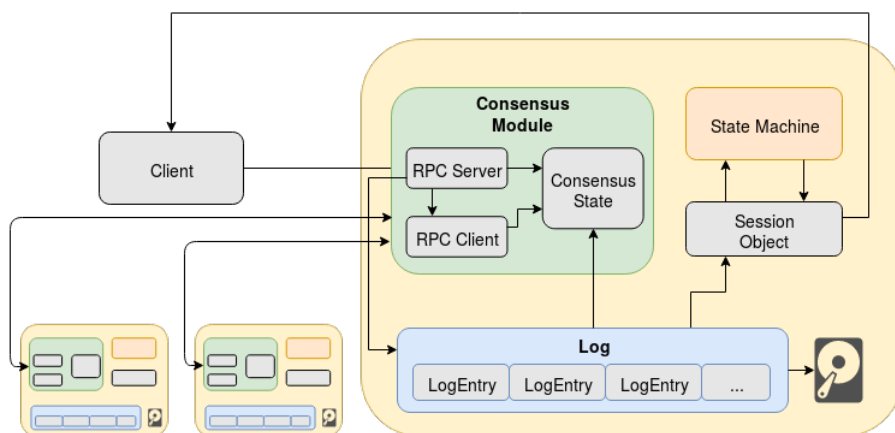 Consensus
Module
State Machine
Client
RPC Server
Consensus
State
RPC Client
Session
Object
Log
LogEntry
LogEntry
LogEntry
...